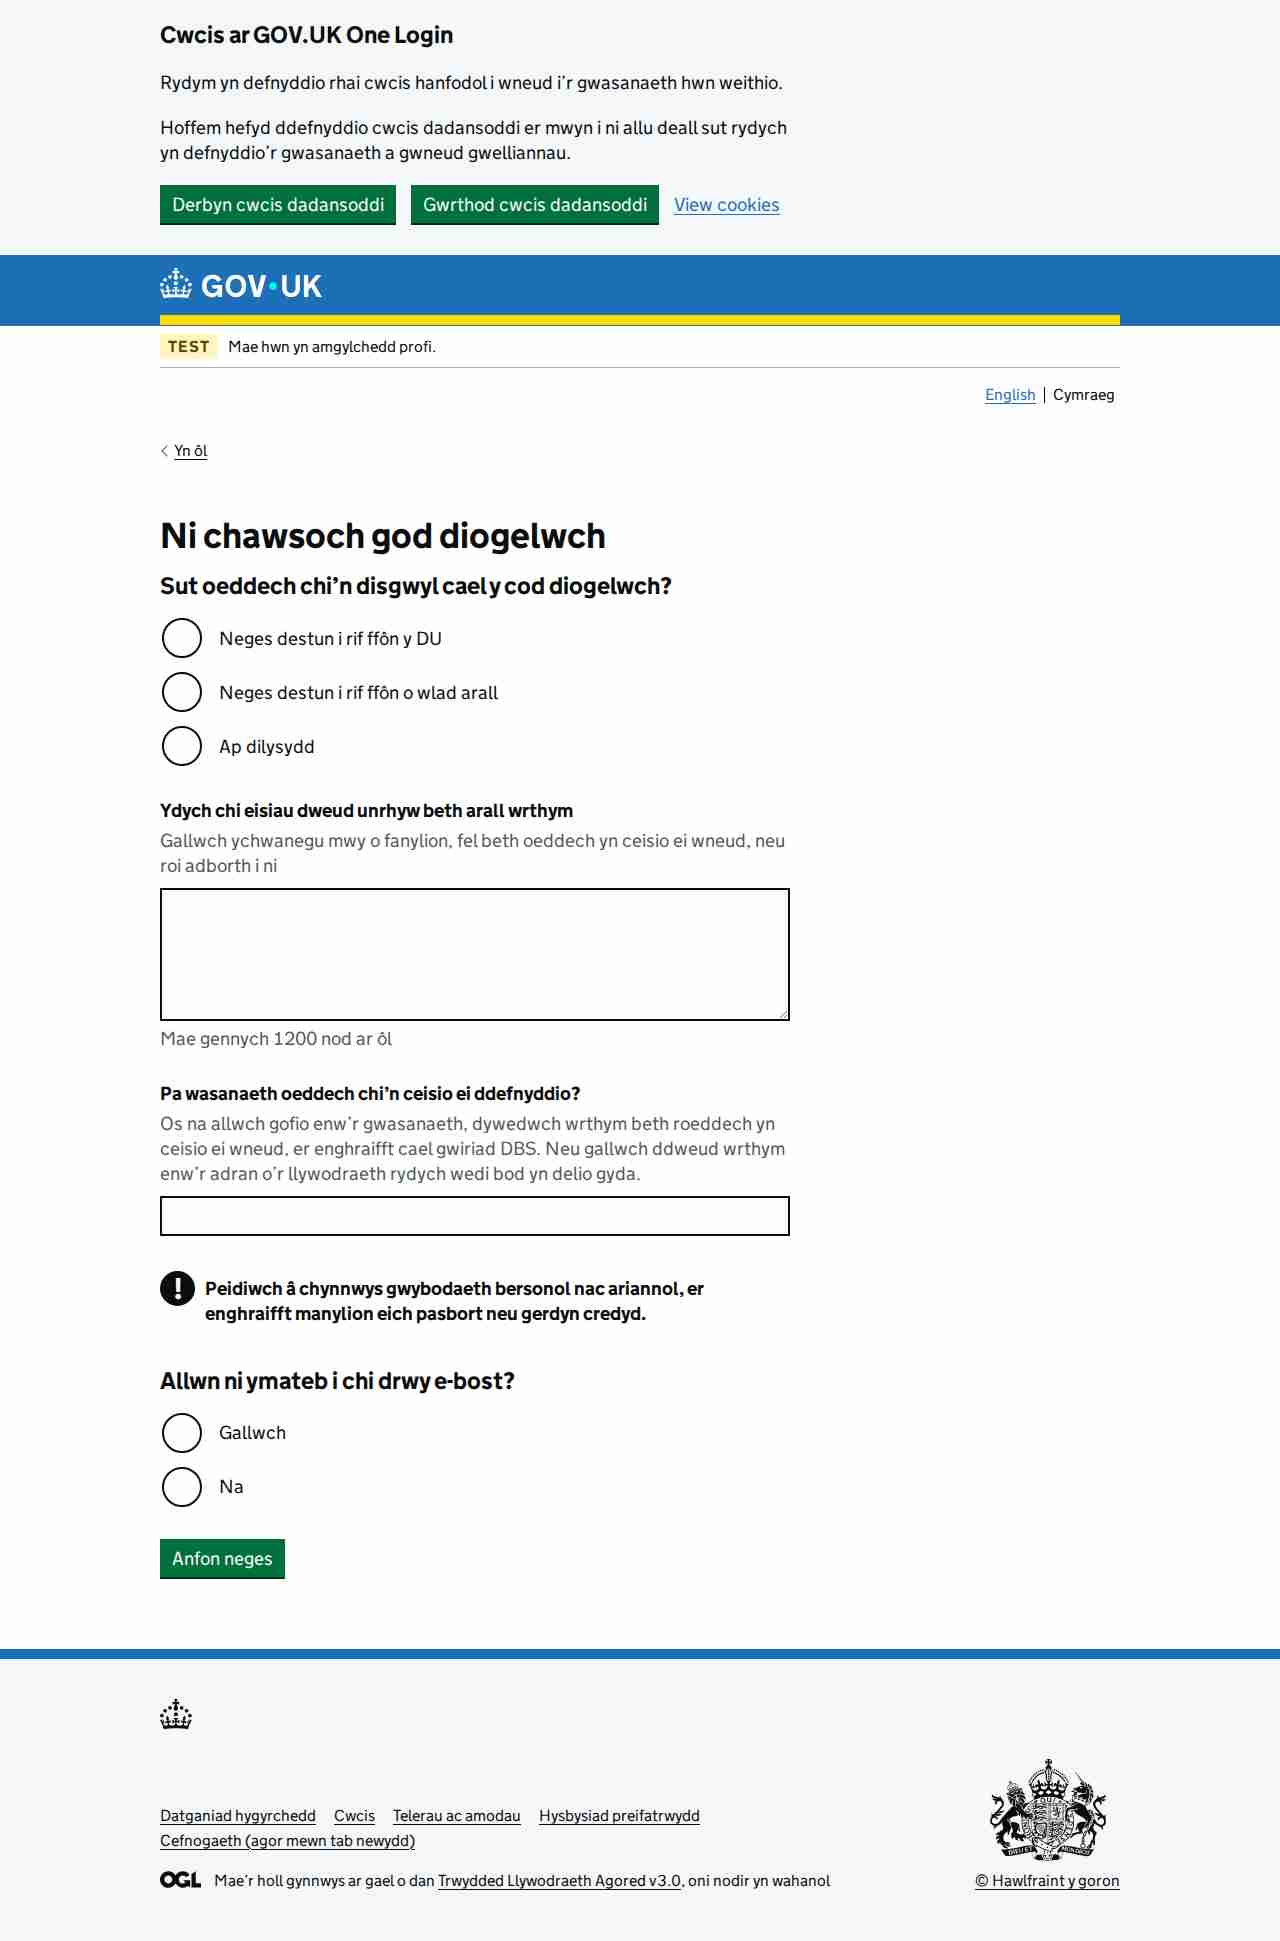 Cwcis ar GOV.UK One Login
Rydym yn defnyddio rhai cwcis hanfodol i wneud i’r gwasanaeth hwn weithio.
Hoffem hefyd ddefnyddio cwcis dadansoddi er mwyn i ni allu deall sut rydych
yn defnyddio’r gwasanaeth a gwneud gwelliannau.
Derbyn cwcis dadansoddi Gwrthod cwcis dadansoddi View cookies
GOV·UK
TEST Mae hwn yn amgylchedd profi.
English Cymraeg
Yn ôl
Ni chawsoch god diogelwch
Sut oeddech chi’n disgwyl cael y cod diogelwch?
Neges destun i rif ffôn y DU
Neges destun i rif ffôn o wlad arall
Ap dilysydd
Ydych chi eisiau dweud unrhyw beth arall wrthym
Gallwch ychwanegu mwy o fanylion, fel beth oeddech yn ceisio ei wneud, neu
roi adborth i ni
Mae gennych 1200 nod ar ôl
Pa wasanaeth oeddech chi’n ceisio ei ddefnyddio?
Os na allwch gofio enw’r gwasanaeth, dywedwch wrthym beth roeddech yn
ceisio ei wneud, er enghraifft cael gwiriad DBS. Neu gallwch ddweud wrthym
enw’r adran o’r llywodraeth rydych wedi bod yn delio gyda.
! Peidiwch â chynnwys gwybodaeth bersonol nac ariannol, er
enghraifft manylion eich pasbort neu gerdyn credyd.
Allwn ni ymateb i chi drwy e-bost?
Gallwch
Na
Anfon neges
Datganiad hygyrchedd Cwcis Telerau ac amodau Hysbysiad preifatrwydd
Cefnogaeth (agor mewn tab newydd)
OGL Mae’r holl gynnwys ar gael o dan Trwydded Llywodraeth Agored v3.0, oni nodir yn wahanol
© Hawlfraint y goron